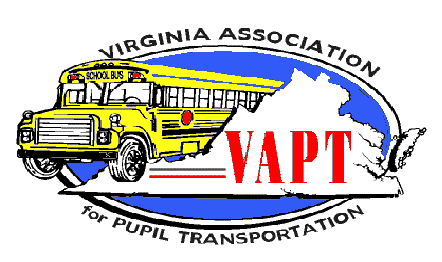 VIRGINIA ASSOCIATION
SCHOOL BUS
VAPT
for PUPIL TRANSPORTATION